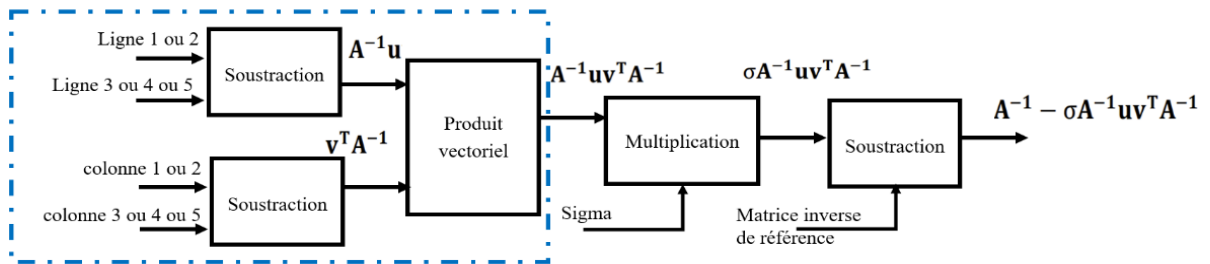 Ligne 1 ou 2
Ligne 3 ou 4 ou 5
Soustraction
A⁻¹u
colonne 1 ou 2
colonne 3 ou 4 ou 5
Soustraction
vᵀA⁻¹
Produit
vectoriel
A⁻¹uvᵀA⁻¹
Multiplication
Sigma
σA⁻¹uvᵀA⁻¹
Soustraction
Matrice inverse
de référence
A⁻¹ − σA⁻¹uvᵀA⁻¹